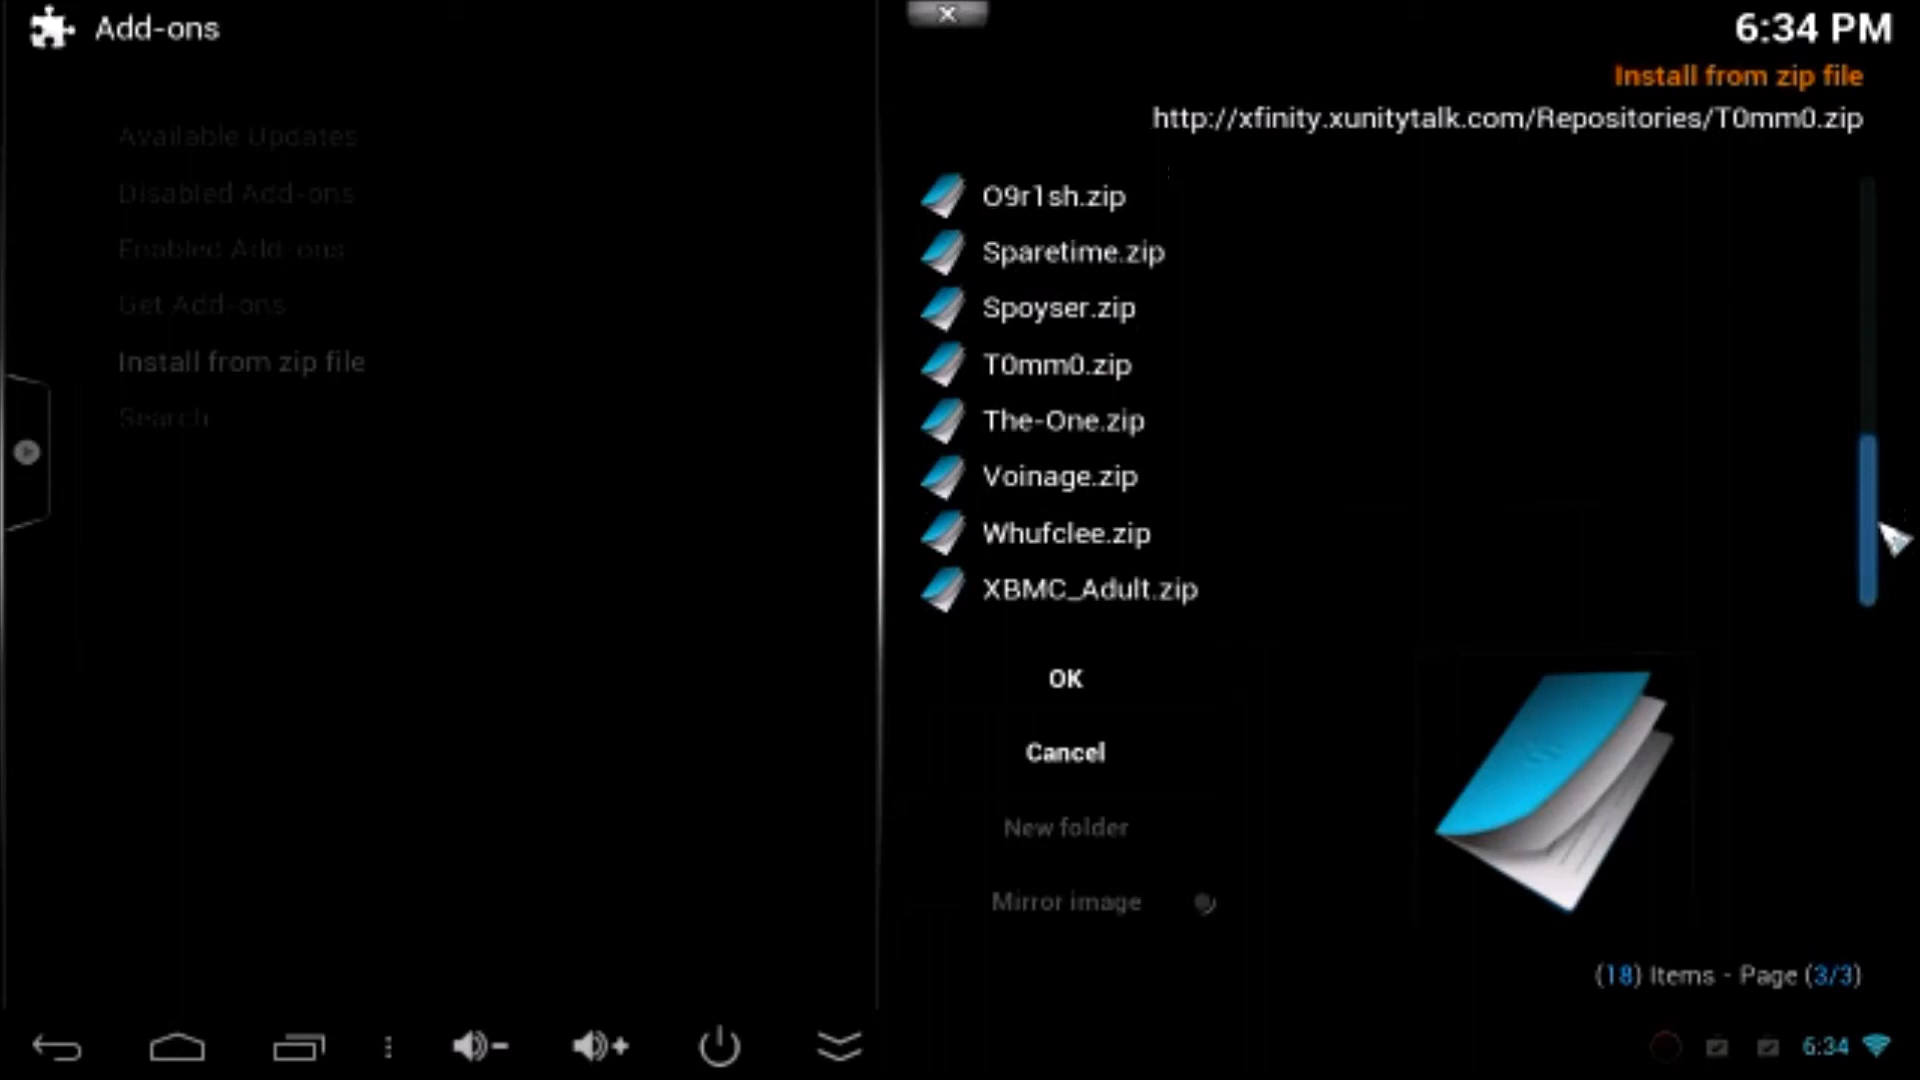 Add-ons
6:34 PM
Install from zip file
http://xfinity.xunitytalk.com/Repositories/T0mm0.zip
Available Updates
Disabled Add-ons
Enabled Add-ons
Get Add-ons
Install from zip file
Search
O9r1sh.zip
Sparetime.zip
Spoyser.zip
T0mm0.zip
The-One.zip
Voinage.zip
Whufclee.zip
XBMC_Adult.zip
OK
Cancel
New folder
Mirror image
(18) Items - Page (3/3)
6:34